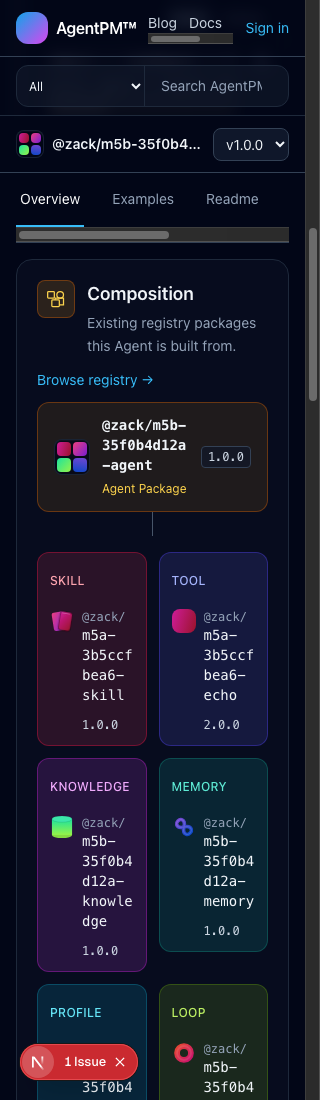 AgentPM™ Blog Docs Sign in
All Search AgentPM
@zack/m5b-35f0b4... v1.0.0
Overview Examples Readme
Composition
Existing registry packages
this Agent is built from.
Browse registry →
@zack/m5b-
35f0b4d12a
-agent
1.0.0
Agent Package
SKILL
@zack/
m5a-
3b5ccf
bea6-
skill
1.0.0
TOOL
@zack/
m5a-
3b5ccf
bea6-
echo
2.0.0
KNOWLEDGE
@zack/
m5b-
35f0b4
d12a-
knowle
dge
1.0.0
MEMORY
@zack/
m5b-
35f0b4
d12a-
memory
1.0.0
PROFILE
35f0b4
LOOP
@zack/
m5b-
35f0b4
N 1 Issue ×